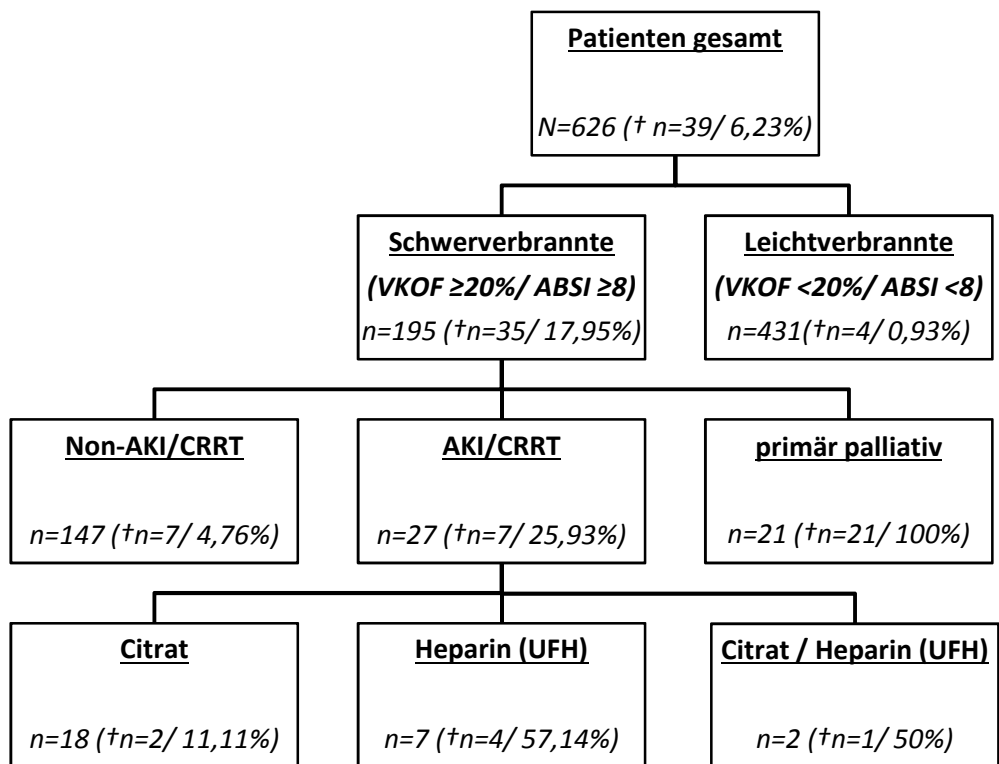 Patienten gesamt
N=626 († n=39/ 6,23%)
Schwerverbrannte
(VKOF ≥20%/ ABSI ≥8)
n=195 (†n=35/ 17,95%)
Leichtverbrannte
(VKOF <20%/ ABSI <8)
n=431(†n=4/ 0,93%)
Non-AKI/CRRT
n=147 (†n=7/ 4,76%)
AKI/CRRT
n=27 (†n=7/ 25,93%)
primär palliativ
n=21 (†n=21/ 100%)
Citrat
n=18 (†n=2/ 11,11%)
Heparin (UFH)
n=7 (†n=4/ 57,14%)
Citrat / Heparin (UFH)
n=2 (†n=1/ 50%)